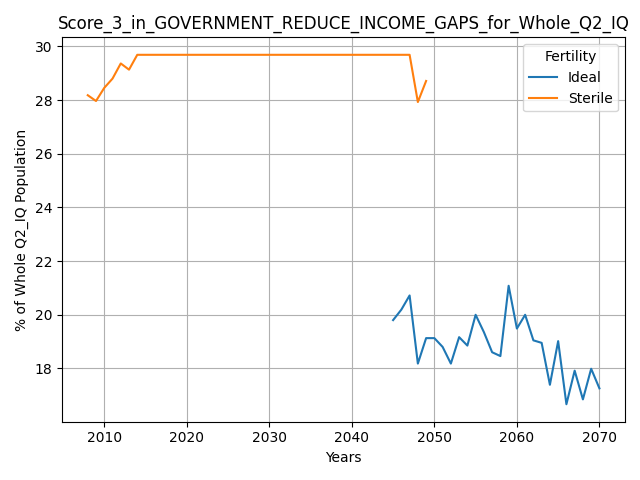 Score_3_in_GOVERNMENT_REDUCE_INCOME_GAPS_for_Whole_Q2_IQ
30
28
26
24
22
20
18
% of Whole Q2_IQ Population
Fertility
Ideal
Sterile
2010 2020 2030 2040 2050 2060 2070
Years